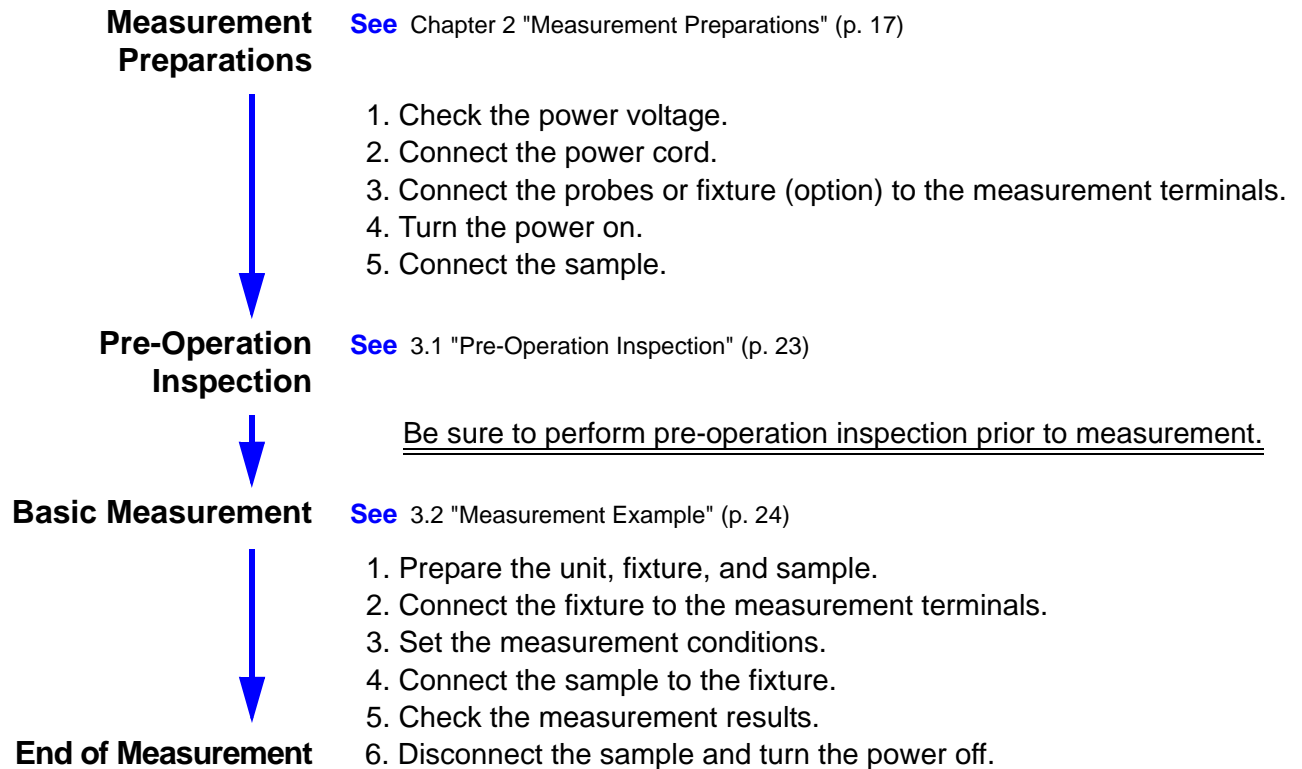 Measurement Preparations
See Chapter 2 "Measurement Preparations" (p. 17)
1. Check the power voltage.
2. Connect the power cord.
3. Connect the probes or fixture (option) to the measurement terminals.
4. Turn the power on.
5. Connect the sample.
Pre-Operation Inspection
See 3.1 "Pre-Operation Inspection" (p. 23)
Be sure to perform pre-operation inspection prior to measurement.
Basic Measurement
See 3.2 "Measurement Example" (p. 24)
1. Prepare the unit, fixture, and sample.
2. Connect the fixture to the measurement terminals.
3. Set the measurement conditions.
4. Connect the sample to the fixture.
5. Check the measurement results.
End of Measurement
6. Disconnect the sample and turn the power off.